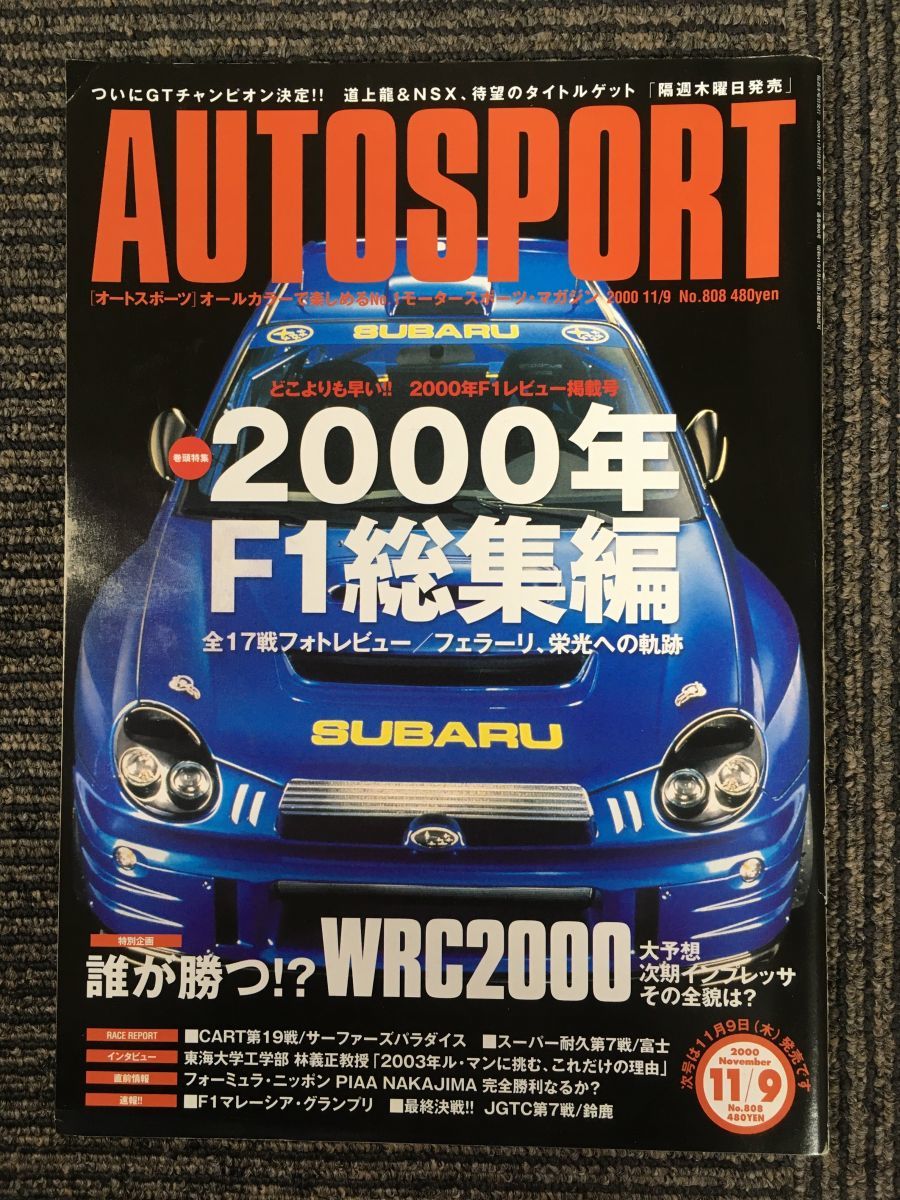 ついにGTチャンピオン決定!! 道上龍&NSX、待望のタイトルゲット 「隔週木曜日発売」
AUTOSPORT
[オートスポーツ] オールカラーで楽しめるNo.1モータースポーツ・マガジン 2000 11/9 No.808 480yen
SUBARU
どこよりも早い!! 2000年F1レビュー掲載号
巻頭特集
2000年
F1総集編
全17戦フォトレビュー/フェラーリ、栄光への軌跡
SUBARU
特別企画
誰が勝つ!? WRC2000
大予想
次期インプレッサ
その全貌は?
RACE REPORT ■CART第19戦/サーファーズパラダイス ■スーパー耐久第7戦/富士
インタビュー 東海大学工学部 林義正教授「2003年ル・マンに挑む、これだけの理由」
直前情報 フォーミュラ・ニッポン PIAA NAKAJIMA 完全勝利なるか?
速報!! ■F1マレーシア・グランプリ ■最終決戦!! JGTC第7戦/鈴鹿
次号は11月9日(木)発売です
2000
November
11/9
No.808
480YEN